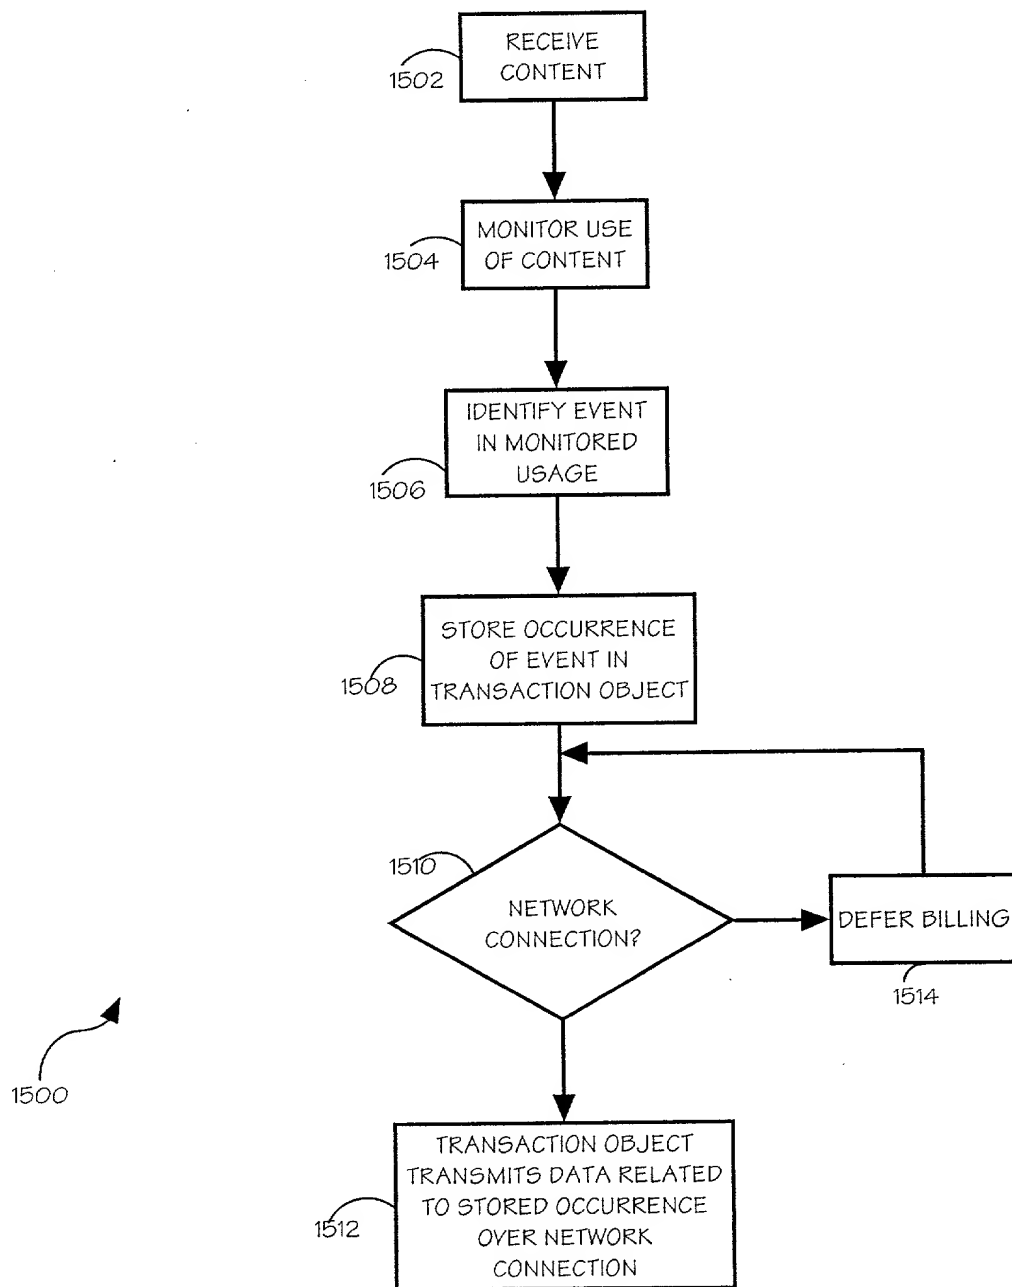 RECEIVE
CONTENT
1502
MONITOR USE
OF CONTENT
1504
IDENTIFY EVENT
IN MONITORED
USAGE
1506
STORE OCCURRENCE
OF EVENT IN
TRANSACTION OBJECT
1508
1510
NETWORK
CONNECTION?
DEFER BILLING
1514
1500
TRANSACTION OBJECT
TRANSMITS DATA RELATED
TO STORED OCCURRENCE
OVER NETWORK
CONNECTION
1512